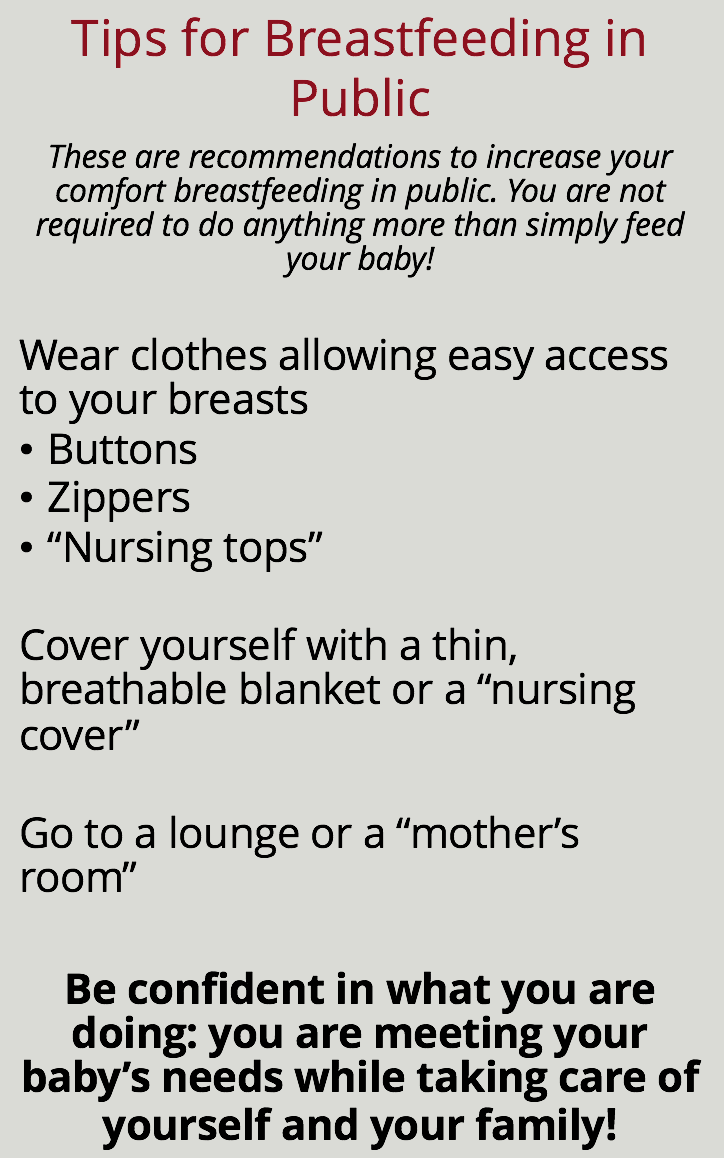 Tips for Breastfeeding in
Public
These are recommendations to increase your
comfort breastfeeding in public. You are not
required to do anything more than simply feed
your baby!
Wear clothes allowing easy access
to your breasts
• Buttons
• Zippers
• “Nursing tops”
Cover yourself with a thin,
breathable blanket or a “nursing
cover”
Go to a lounge or a “mother’s
room”
Be confident in what you are
doing: you are meeting your
baby’s needs while taking care of
yourself and your family!